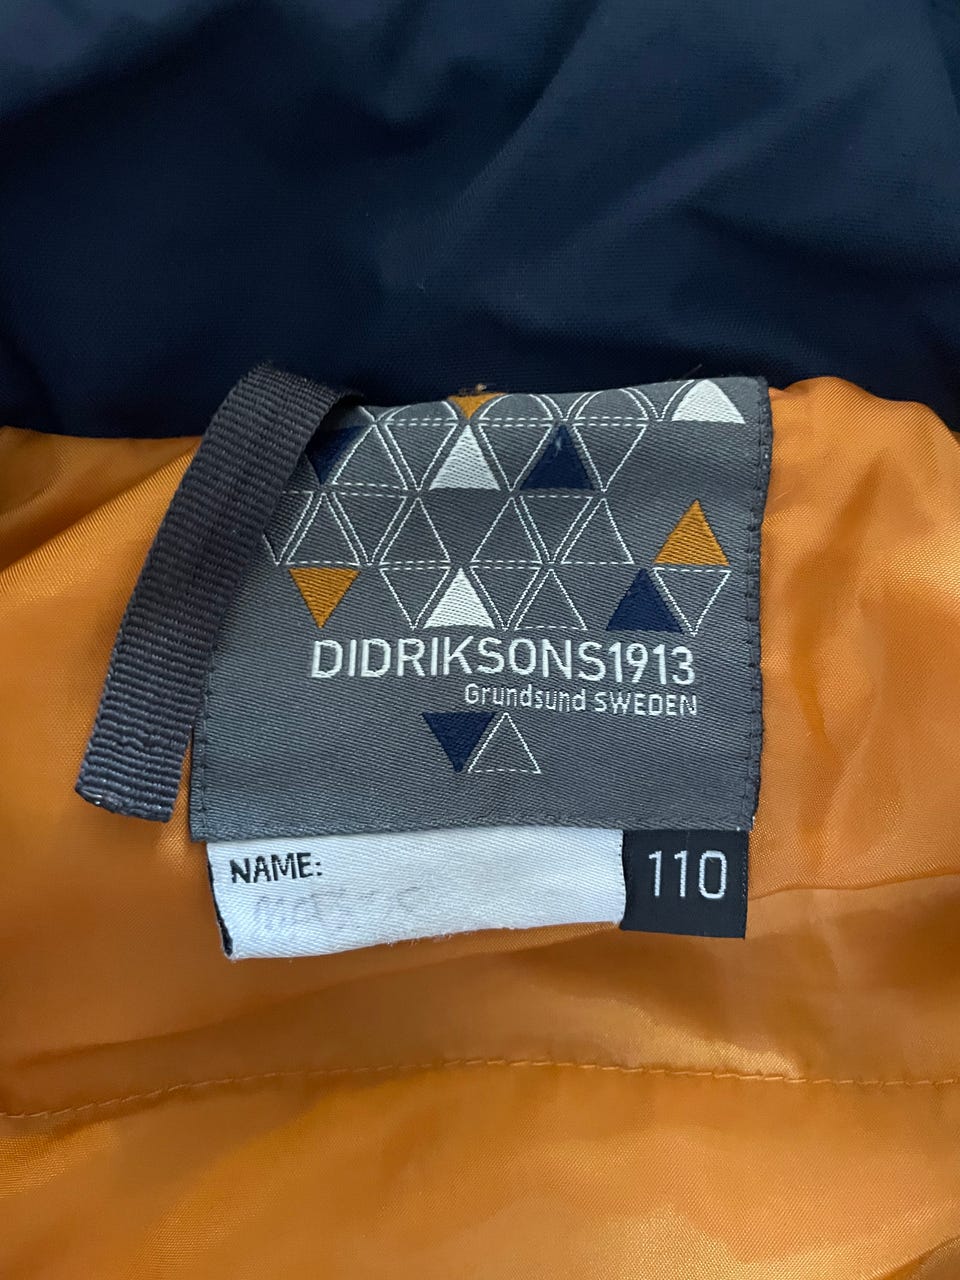 DIDRIKSONS1913
Grundsund SWEDEN
NAME:
110